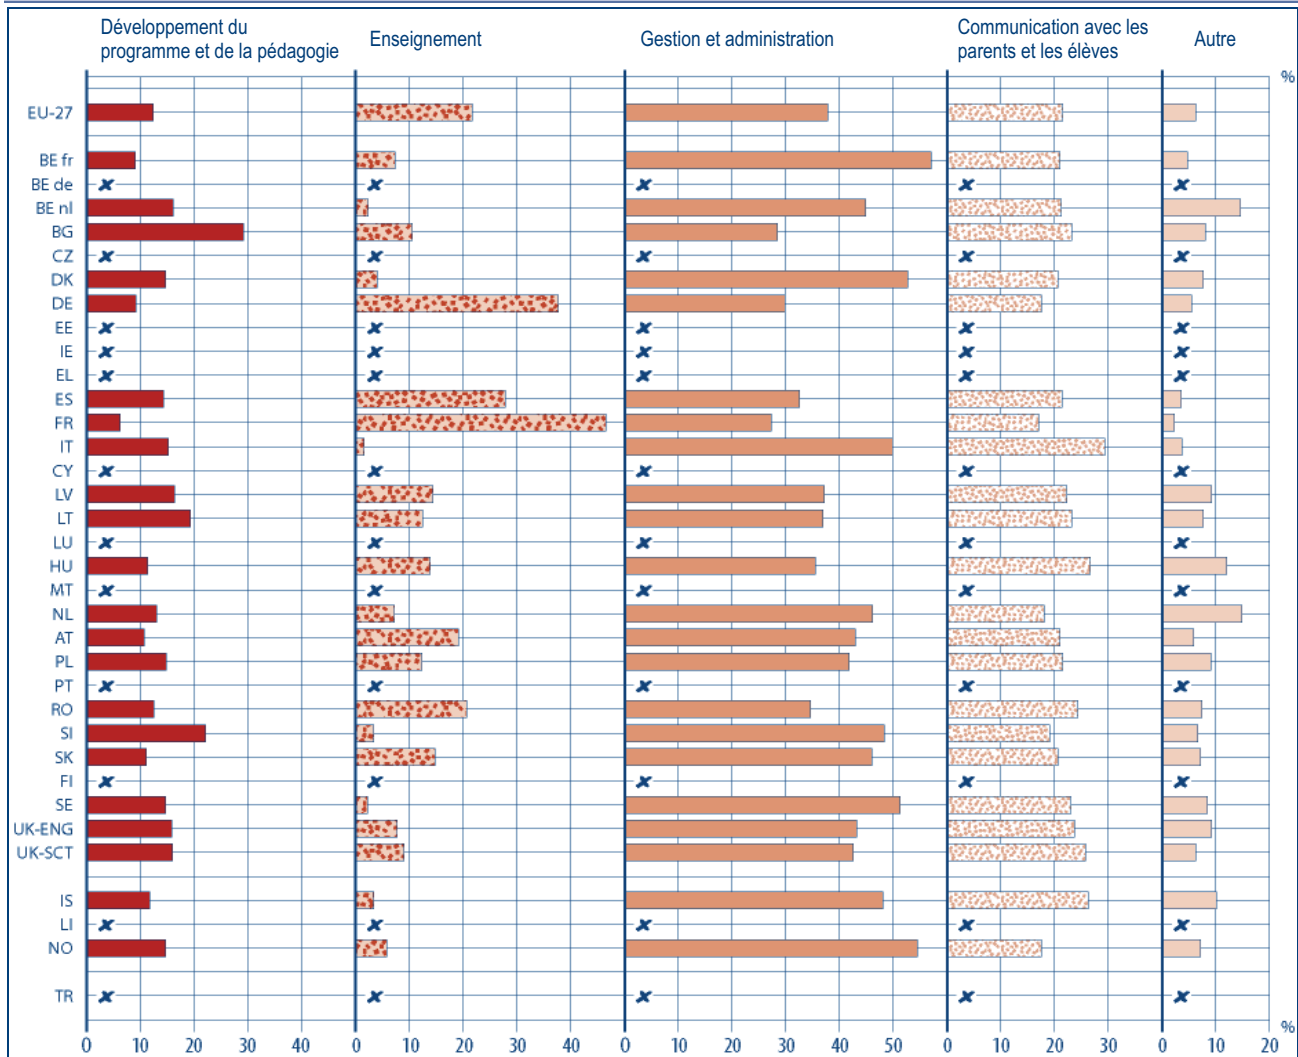 Développement du
programme et de la pédagogie
Enseignement
Gestion et administration
Communication avec les
parents et les élèves
Autre
%
EU-27
BE fr
BE de
BE nl
BG
CZ
DK
DE
EE
IE
EL
ES
FR
IT
CY
LV
LT
LU
HU
MT
NL
AT
PL
PT
RO
SI
SK
FI
SE
UK-ENG
UK-SCT
IS
LI
NO
TR
%
0 10 20 30 40 0 10 20 30 40 0 10 20 30 40 50 0 10 20 30 0 10 20